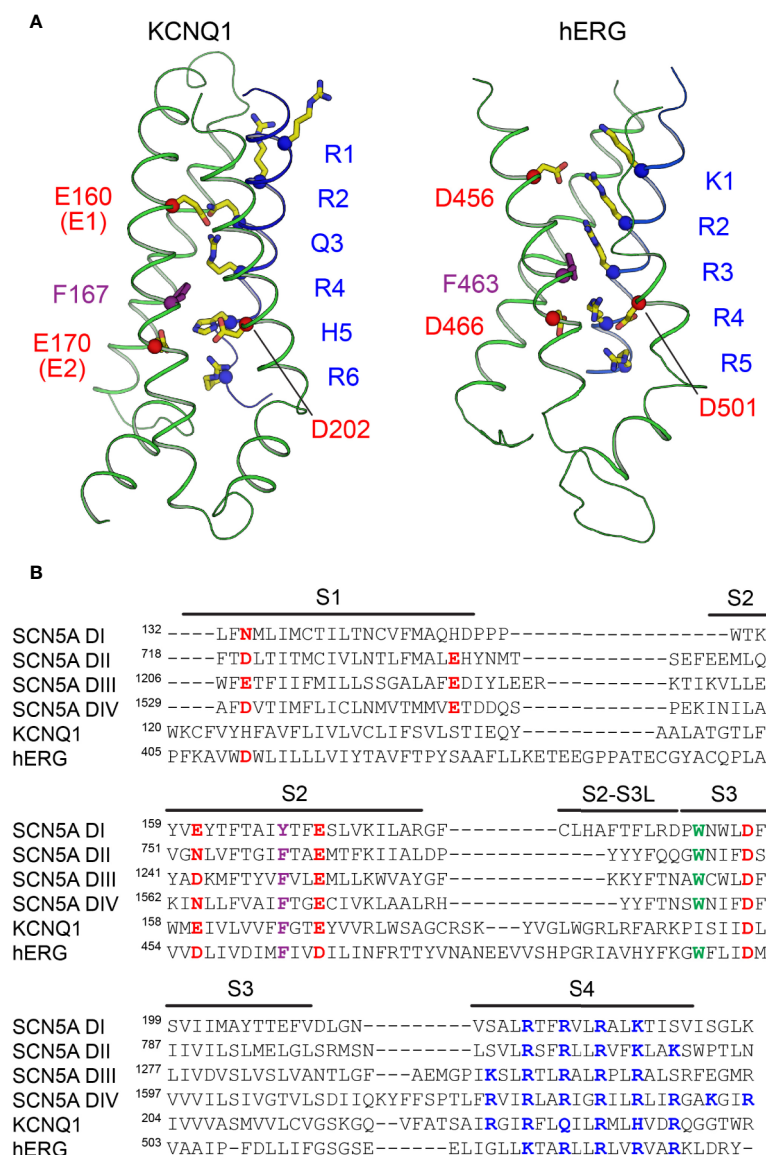 A
KCNQ1
hERG
R1
R2
Q3
R4
H5
R6
E160
(E1)
F167
E170
(E2)
D202
K1
R2
R3
R4
R5
D456
F463
D466
D501
B
S1 S2
SCN5A DI 132 ----LFNMLIMCTILTNCVFMAQHDPPP------------------WTK
SCN5A DII 718 ----FTDLTITMCIVLNTLFMALEHYNMT-------------SEFEEMLQ
SCN5A DIII 1206 ----WFETFIIFMILLSSGALAFEDIYLEER-----------KTIKVLLE
SCN5A DIV 1529 ----AFDVTIMFLICLNMVTMMVETDDQS-------------PEKINILA
KCNQ1 120 WKCFVYHFAVFLIVLVCLIFSVLSTIEQY-------------AALATGTLF
hERG 405 PFKAVWDWLILLLVIYTAVFTPYSAAFLLKETEEGPPATECGYACQPLA
S2 S2-S3L S3
SCN5A DI 159 YVEYTFTAIYTFESLVKILARGF---------CLHAFTFLRDPWNWLDF
SCN5A DII 751 VGNLVFTGIFTAEMTFKIIALDP-------------YYYFQQGWNIFDS
SCN5A DIII 1241 YADKMFTYVFVLEMLLKWVAYGF-------------KKYFTNAWCWLDF
SCN5A DIV 1562 KINLLFVAIFTGECIVKLAALRH-------------YYFTNSWNIFDF
KCNQ1 158 WMEIVLVVFFGTEYVVRLWSAGCRSK---YVGLWGRLRFARKPISIIDL
hERG 454 VVDLIVDIMFIVDILINFRTTYVNANEEVVSHPGRIAVHYFKGWFLIDM
S3 S4
SCN5A DI 199 SVIIMAYTTEFVDLGN---------VSALRTFRVLRALKTISVISGLK
SCN5A DII 787 IIVILSLMELGLSRMSN--------LSVLRSFRLLRVFKLAKSWPTLN
SCN5A DIII 1277 LIVDVSLVSLVANTLGF---AEMGPIKSLRTLRALRPLRALSRFEGMR
SCN5A DIV 1597 VVVILSIVGTVLSDIIQKYFFSPTLFRVIRLARIGRILRLIRGAKGIR
KCNQ1 204 IVVVASMVVLCVGSKGQ---VFATSAIRGIRFLQILRMLHVDRQGGTWR
hERG 503 VAAIP-FDLLIFGSGSE-----ELIGLLKTARLLRLVRVARKLDRY-